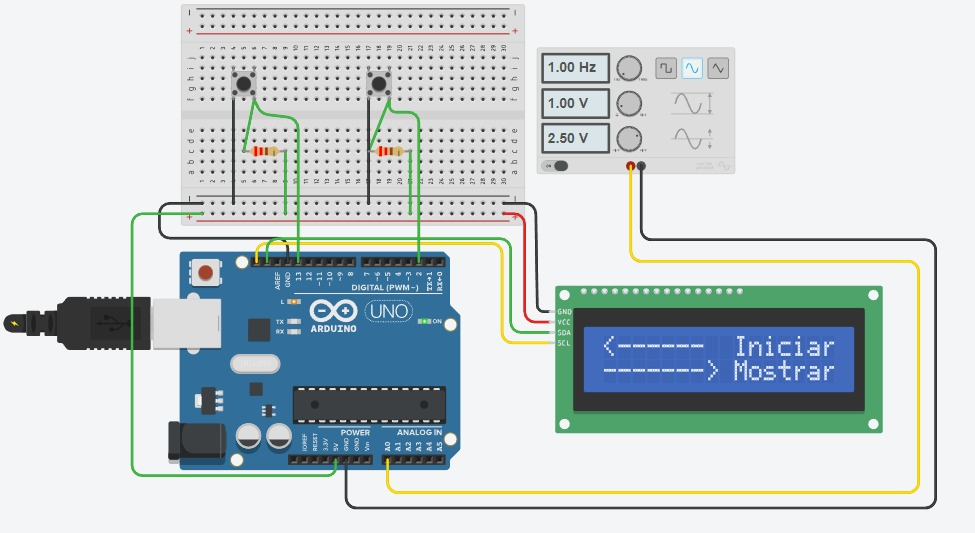 1.00 Hz
1.00 V
2.50 V
ON
AREF
GND
13
12
~11
~10
~9
8
7
~6
~5
4
~3
2
TX→1
RX←0
DIGITAL (PWM~)
L
TX
RX
UNO
ARDUINO
ON
GND
VCC
SDA
SCL
<------ Iniciar
-------> Mostrar
POWER
ANALOG IN
IOREF
RESET
3.3V
5V
GND
GND
Vin
A0
A1
A2
A3
A4
A5